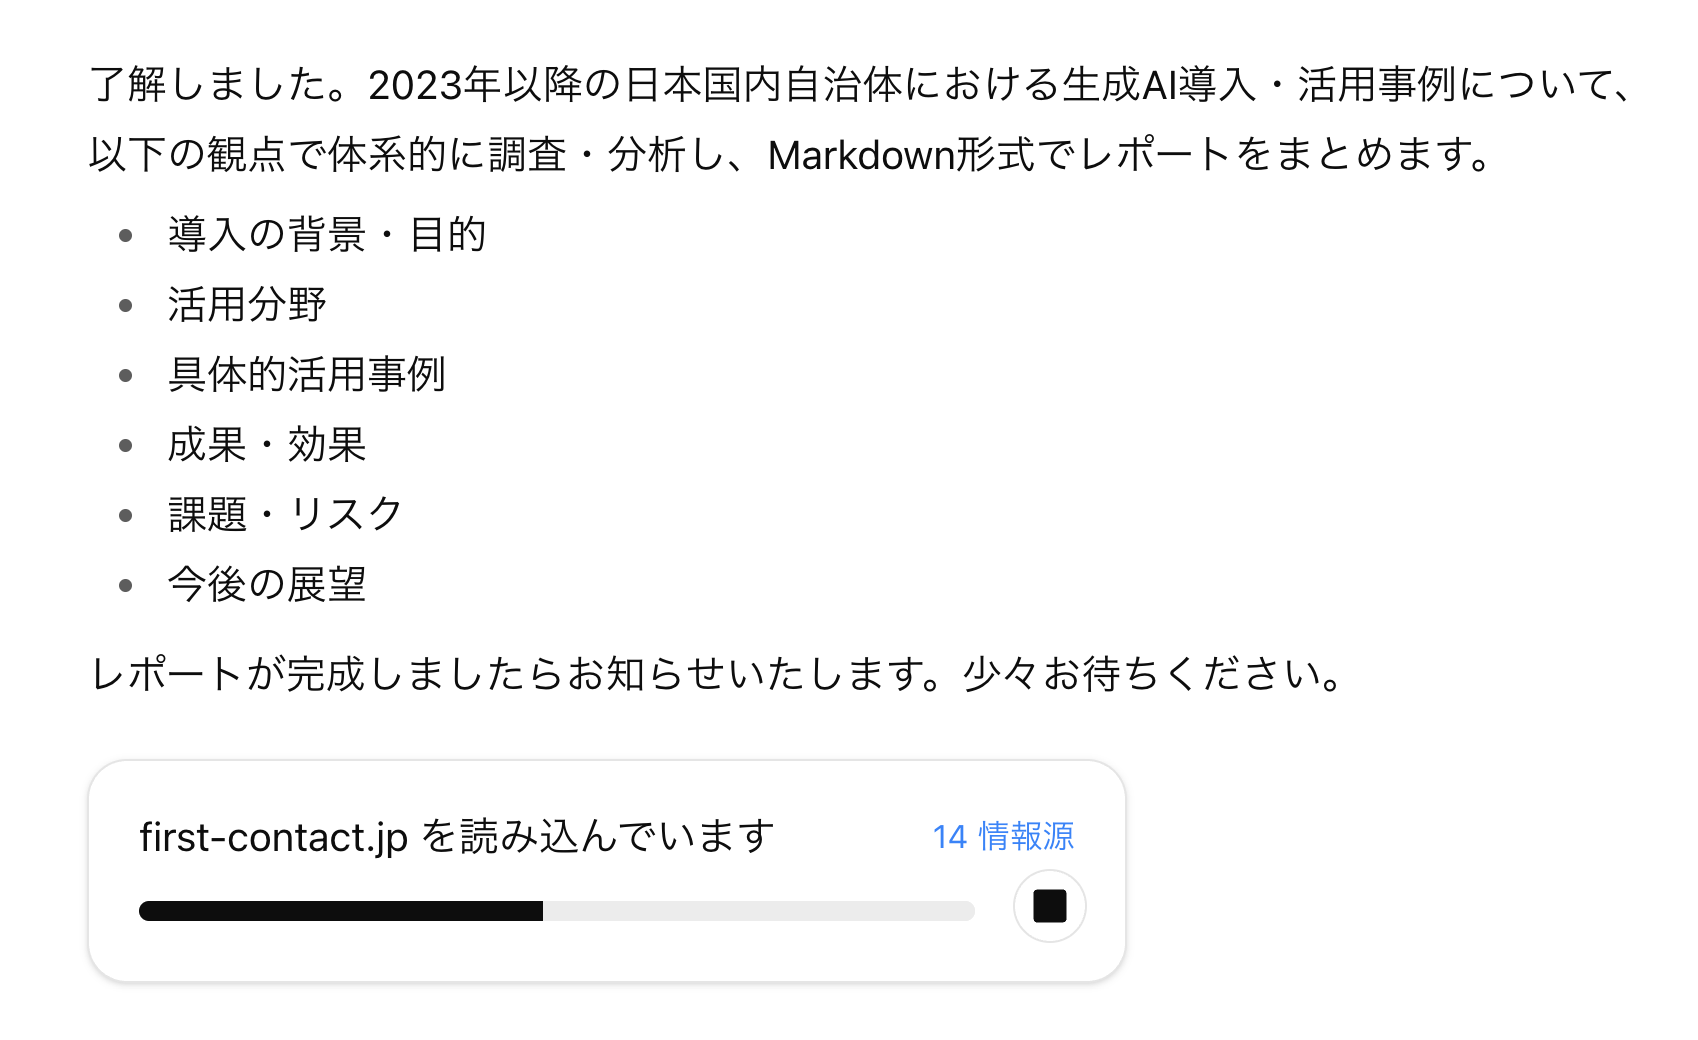 了解しました。2023年以降の日本国内自治体における生成AI導入・活用事例について、
以下の観点で体系的に調査・分析し、Markdown形式でレポートをまとめます。
導入の背景・目的
活用分野
具体的活用事例
成果・効果
課題・リスク
今後の展望
レポートが完成しましたらお知らせいたします。少々お待ちください。
first-contact.jp を読み込んでいます
14 情報源